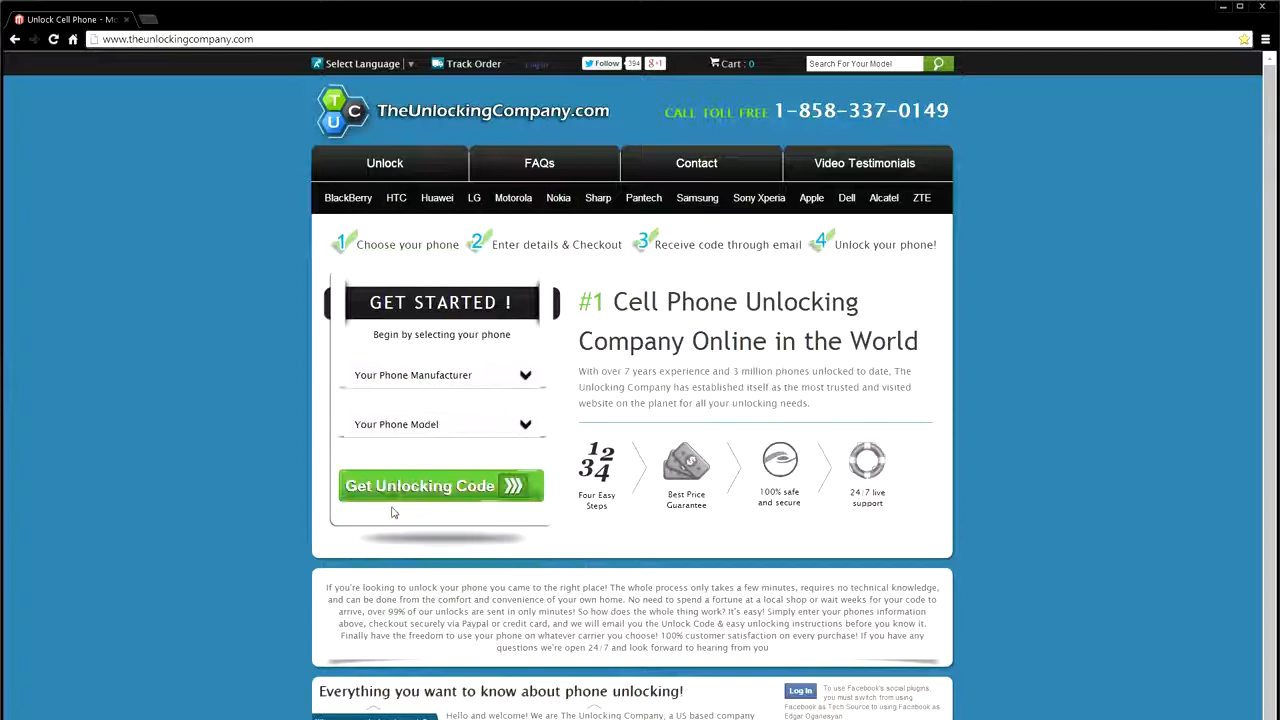 Unlock Cell Phone - Mo
www.theunlockingcompany.com
Select Language
Track Order
Login
Follow
394
g+1
Cart : 0
Search For Your Model
T
C
U
TheUnlockingCompany.com
CALL TOLL FREE 1-858-337-0149
Unlock
FAQs
Contact
Video Testimonials
BlackBerry
HTC
Huawei
LG
Motorola
Nokia
Sharp
Pantech
Samsung
Sony Xperia
Apple
Dell
Alcatel
ZTE
1 Choose your phone
2 Enter details & Checkout
3 Receive code through email
4 Unlock your phone!
GET STARTED !
Begin by selecting your phone
Your Phone Manufacturer
Your Phone Model
Get Unlocking Code
#1 Cell Phone Unlocking
Company Online in the World
With over 7 years experience and 3 million phones unlocked to date, The
Unlocking Company has established itself as the most trusted and visited
website on the planet for all your unlocking needs.
12
34
Four Easy
Steps
Best Price
Guarantee
100% safe
and secure
24/7 live
support
If you're looking to unlock your phone you came to the right place! The whole process only takes a few minutes, requires no technical knowledge,
and can be done from the comfort and convenience of your own home. No need to spend a fortune at a local shop or wait weeks for your code to
arrive, over 99% of our unlocks are sent in only minutes! So how does the whole thing work? It's easy! Simply enter your phones information
above, checkout securely via Paypal or credit card, and we will email you the Unlock Code & easy unlocking instructions before you know it.
Finally have the freedom to use your phone on whatever carrier you choose! 100% customer satisfaction on every purchase! If you have any
questions we're open 24/7 and look forward to hearing from you
Everything you want to know about phone unlocking!
Hello and welcome! We are The Unlocking Company, a US based company
Log In
To use Facebook's social plugins,
you must switch from using
Facebook as Tech Source to using Facebook as
Edgar Oganesyan